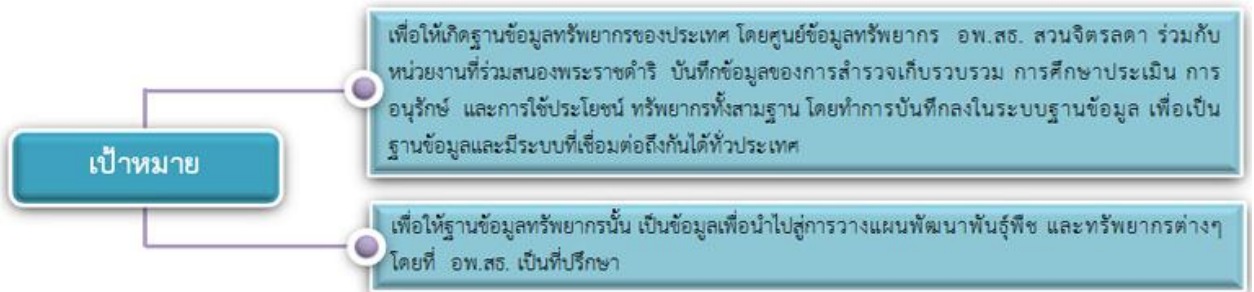 เป้าหมาย
เพื่อให้เกิดฐานข้อมูลทรัพยากรของประเทศ โดยศูนย์ข้อมูลทรัพยากร อพ.สธ. สวนจิตรลดา ร่วมกับ
หน่วยงานที่ร่วมสนองพระราชดำริ บันทึกข้อมูลของการสำรวจเก็บรวบรวม การศึกษาประเมิน การ
อนุรักษ์ และการใช้ประโยชน์ ทรัพยากรทั้งสามฐาน โดยทำการบันทึกลงในระบบฐานข้อมูล เพื่อเป็น
ฐานข้อมูลและมีระบบที่เชื่อมต่อถึงกันได้ทั่วประเทศ
เพื่อให้ฐานข้อมูลทรัพยากรนั้น เป็นข้อมูลเพื่อนำไปสู่การวางแผนพัฒนาพันธุ์พืช และทรัพยากรต่างๆ
โดยที่ อพ.สธ. เป็นที่ปรึกษา